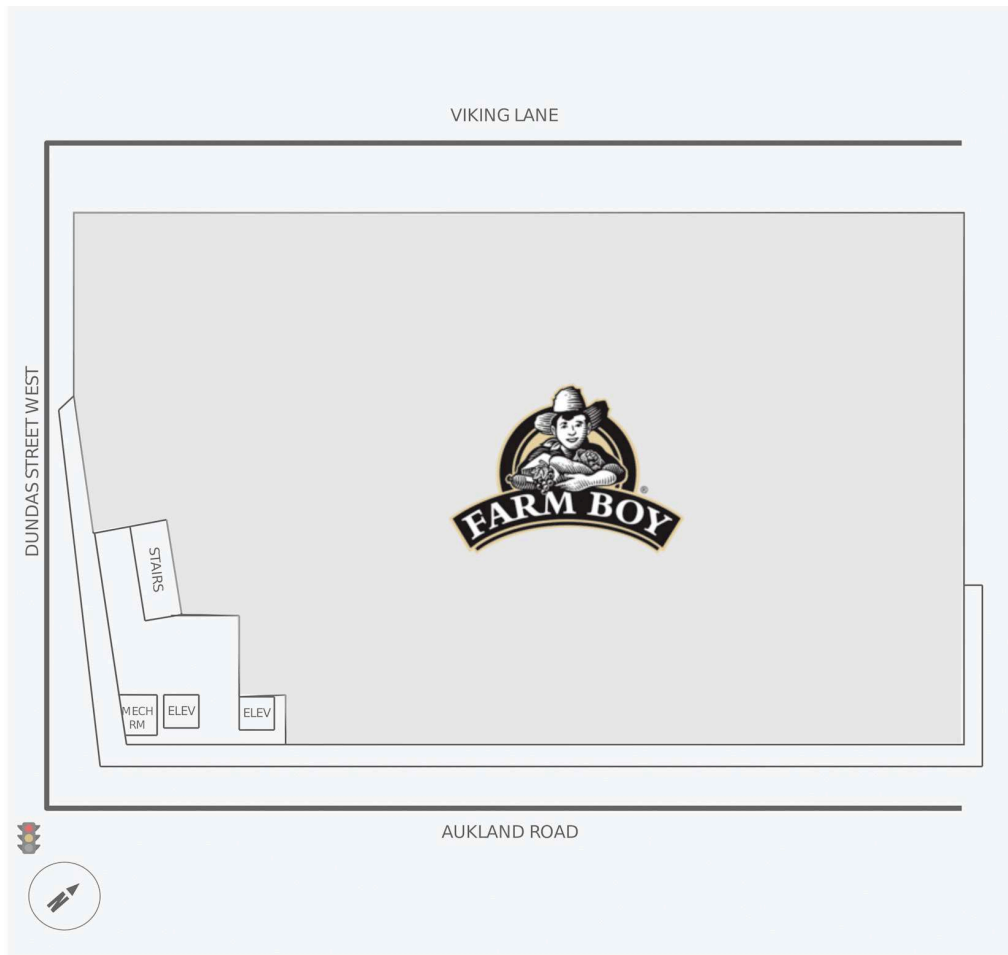 VIKING LANE
DUNDAS STREET WEST
FARM BOY
®
STAIRS
MECH
RM
ELEV
ELEV
AUKLAND ROAD
N